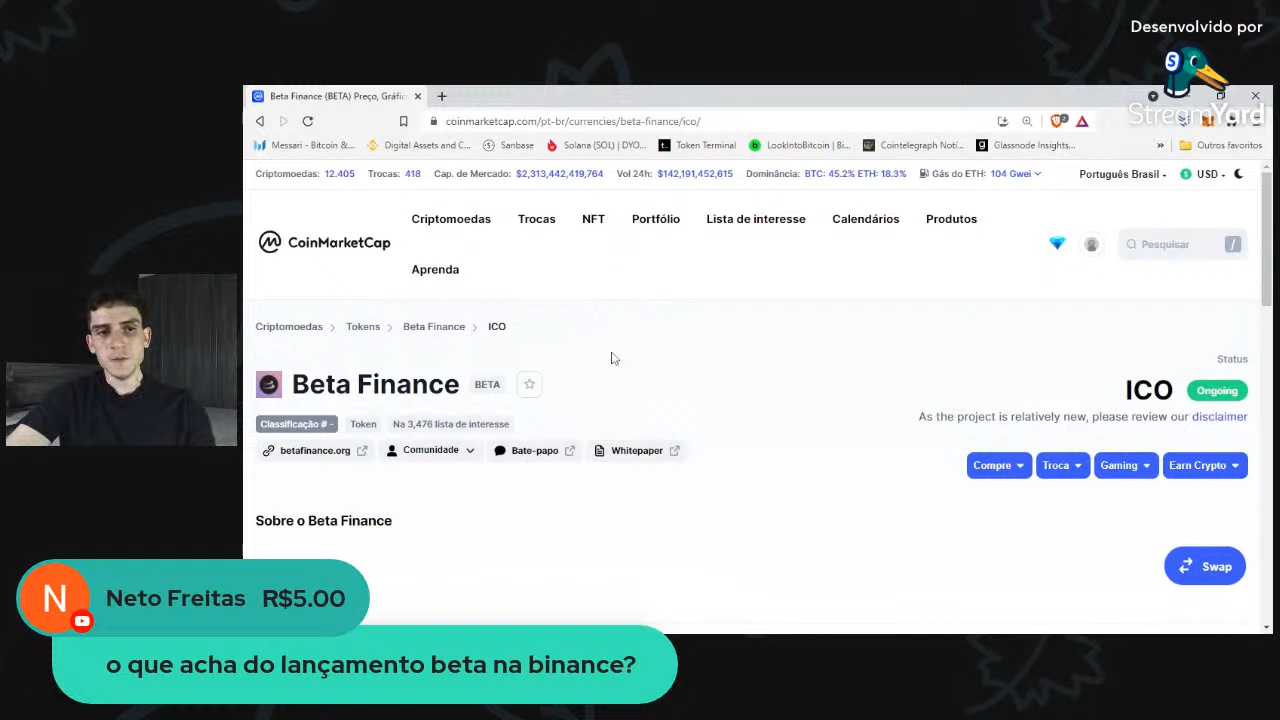 Desenvolvido por
StreamYard
Beta Finance (BETA) Preço, Gráfic
coinmarketcap.com/pt-br/currencies/beta-finance/ico/
Messari - Bitcoin &... Digital Assets and C... Sanbase Solana (SOL) (DYO... Token Terminal LookIntoBitcoin | Bi... Cointelegraph Notí... Glassnode Insights... » Outros favoritos
Criptomoedas: 12.405 Trocas: 418 Cap. de Mercado: $2,313,442,419,764 Vol 24h: $142,191,452,615 Dominância: BTC: 45.2% ETH: 18.3% Gás do ETH: 104 Gwei Português Brasil USD
Criptomoedas Trocas NFT Portfólio Lista de interesse Calendários Produtos
CoinMarketCap
Pesquisar /
Aprenda
Criptomoedas Tokens Beta Finance ICO
Status
Beta Finance BETA
ICO Ongoing
As the project is relatively new, please review our disclaimer
Classificação # - Token Na 3,476 lista de interesse
betafinance.org Comunidade Bate-papo Whitepaper
Compre Troca Gaming Earn Crypto
Sobre o Beta Finance
Swap
N Neto Freitas R$5.00
o que acha do lançamento beta na binance?